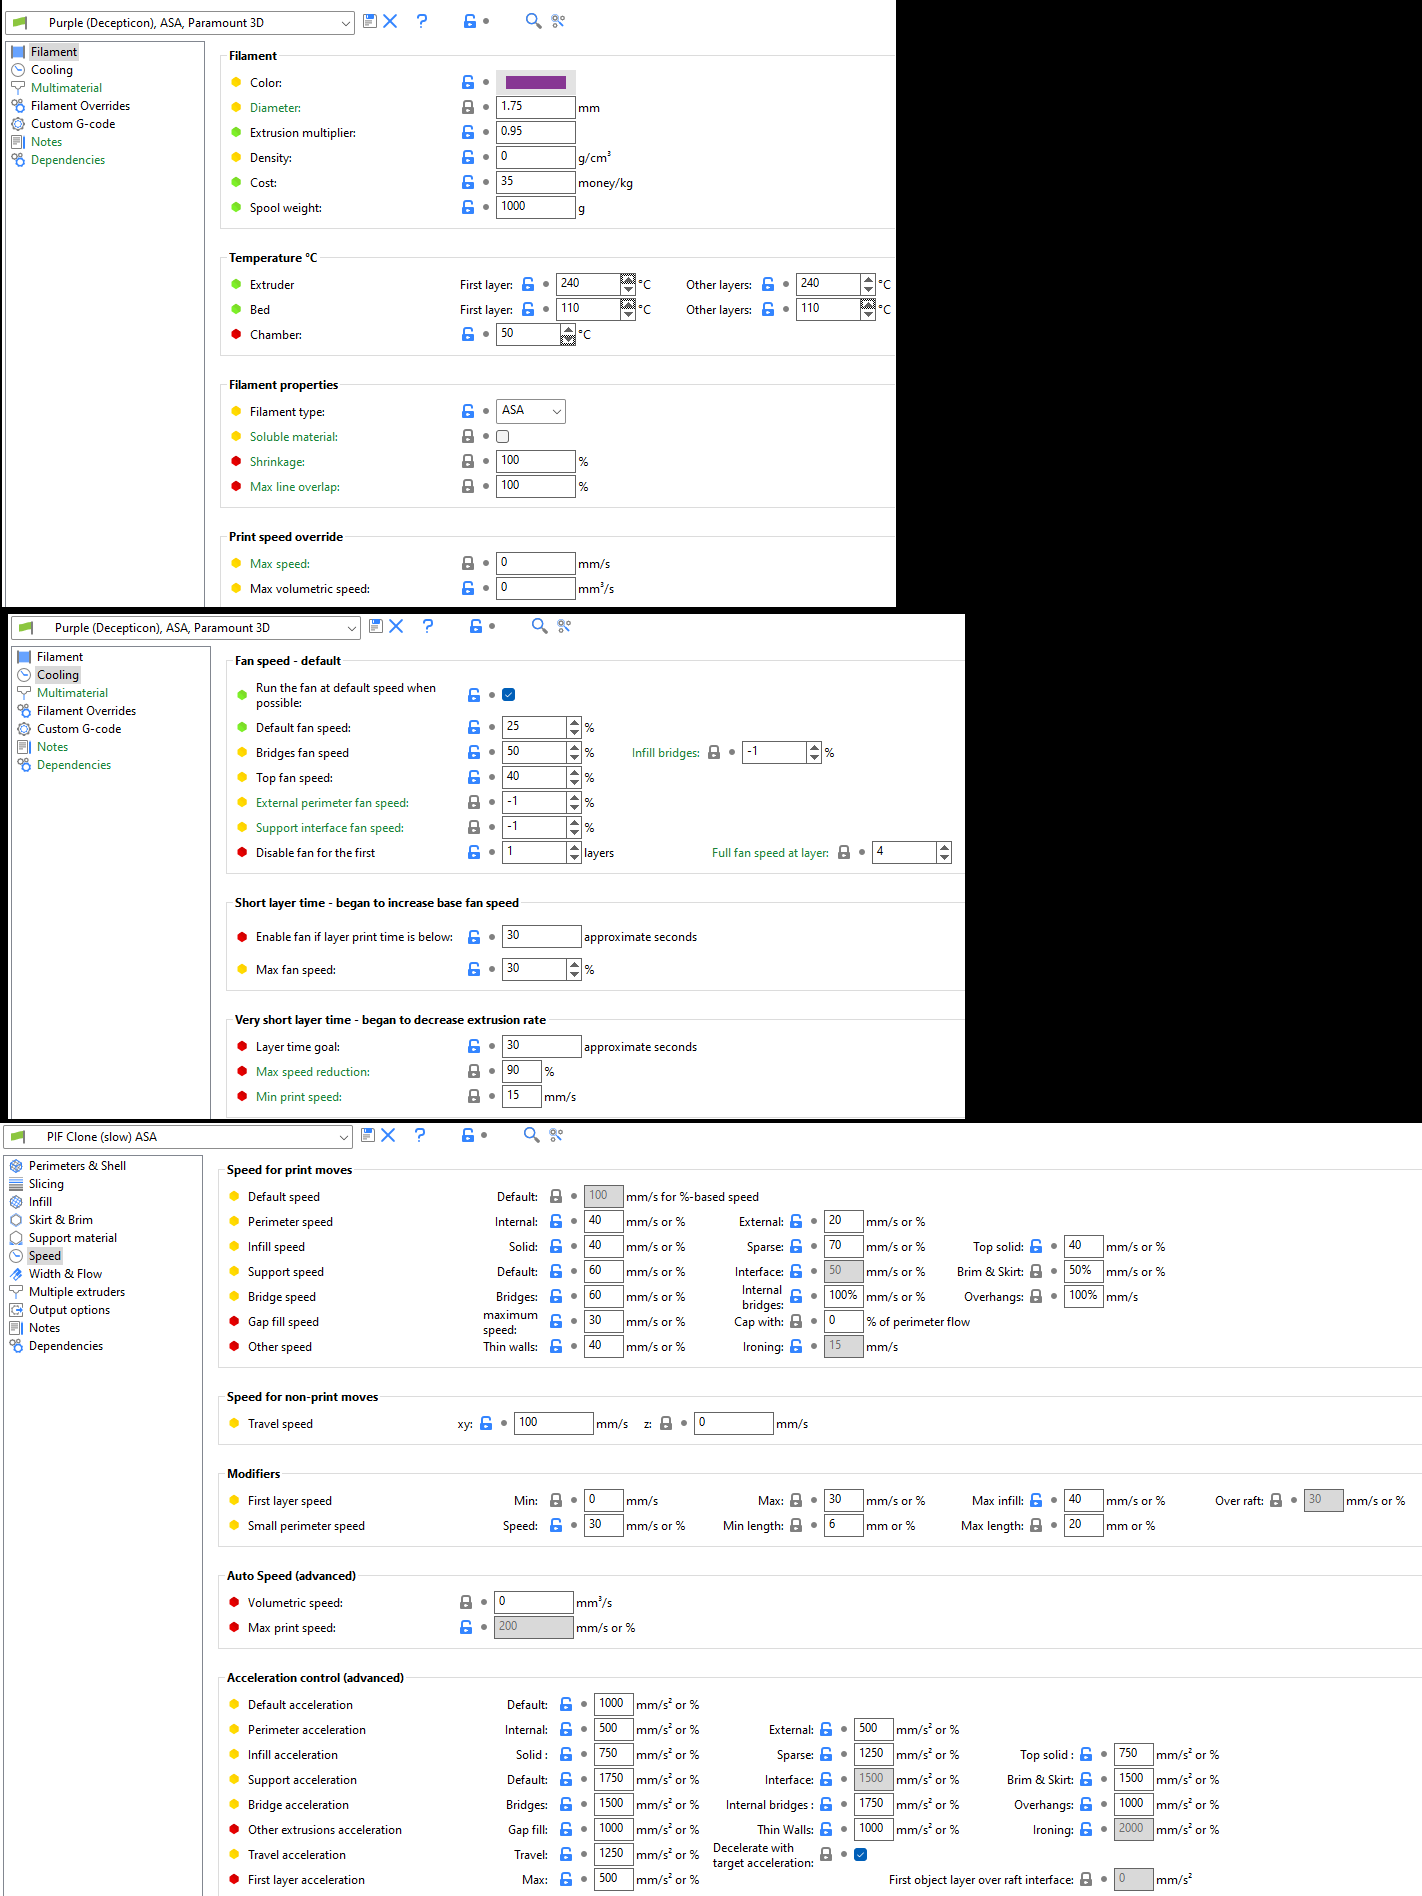 Purple (Decepticon), ASA, Paramount 3D
Filament
Cooling
Multimaterial
Filament Overrides
Custom G-code
Notes
Dependencies
Filament
Color:
Diameter: 1.75 mm
Extrusion multiplier: 0.95
Density: 0 g/cm³
Cost: 35 money/kg
Spool weight: 1000 g
Temperature °C
Extruder First layer: 240 °C Other layers: 240 °C
Bed First layer: 110 °C Other layers: 110 °C
Chamber: 50 °C
Filament properties
Filament type: ASA
Soluble material:
Shrinkage: 100 %
Max line overlap: 100 %
Print speed override
Max speed: 0 mm/s
Max volumetric speed: 0 mm³/s
Purple (Decepticon), ASA, Paramount 3D
Filament
Cooling
Multimaterial
Filament Overrides
Custom G-code
Notes
Dependencies
Fan speed - default
Run the fan at default speed when
possible:
Default fan speed: 25 %
Bridges fan speed 50 % Infill bridges: -1 %
Top fan speed: 40 %
External perimeter fan speed: -1 %
Support interface fan speed: -1 %
Disable fan for the first 1 layers Full fan speed at layer: 4
Short layer time - began to increase base fan speed
Enable fan if layer print time is below: 30 approximate seconds
Max fan speed: 30 %
Very short layer time - began to decrease extrusion rate
Layer time goal: 30 approximate seconds
Max speed reduction: 90 %
Min print speed: 15 mm/s
PIF Clone (slow) ASA
Perimeters & Shell
Slicing
Infill
Skirt & Brim
Support material
Speed
Width & Flow
Multiple extruders
Output options
Notes
Dependencies
Speed for print moves
Default speed Default: 100 mm/s for %-based speed
Perimeter speed Internal: 40 mm/s or % External: 20 mm/s or %
Infill speed Solid: 40 mm/s or % Sparse: 70 mm/s or % Top solid: 40 mm/s or %
Support speed Default: 60 mm/s or % Interface: 50 mm/s or % Brim & Skirt: 50% mm/s or %
Bridge speed Bridges: 60 mm/s or % Internal bridges: 100% mm/s or % Overhangs: 100% mm/s
Gap fill speed maximum speed: 30 mm/s or % Cap with: 0 % of perimeter flow
Other speed Thin walls: 40 mm/s or % Ironing: 15 mm/s
Speed for non-print moves
Travel speed xy: 100 mm/s z: 0 mm/s
Modifiers
First layer speed Min: 0 mm/s Max: 30 mm/s or % Max infill: 40 mm/s or % Over raft: 30 mm/s or %
Small perimeter speed Speed: 30 mm/s or % Min length: 6 mm or % Max length: 20 mm or %
Auto Speed (advanced)
Volumetric speed: 0 mm³/s
Max print speed: 200 mm/s or %
Acceleration control (advanced)
Default acceleration Default: 1000 mm/s² or %
Perimeter acceleration Internal: 500 mm/s² or % External: 500 mm/s² or %
Infill acceleration Solid : 750 mm/s² or % Sparse: 1250 mm/s² or % Top solid : 750 mm/s² or %
Support acceleration Default: 1750 mm/s² or % Interface: 1500 mm/s² or % Brim & Skirt: 1500 mm/s² or %
Bridge acceleration Bridges: 1500 mm/s² or % Internal bridges : 1750 mm/s² or % Overhangs: 1000 mm/s² or %
Other extrusions acceleration Gap fill: 1000 mm/s² or % Thin Walls: 1000 mm/s² or % Ironing: 2000 mm/s² or %
Travel acceleration Travel: 1250 mm/s² or % Decelerate with target acceleration:
First layer acceleration Max: 500 mm/s² or % First object layer over raft interface: 0 mm/s²